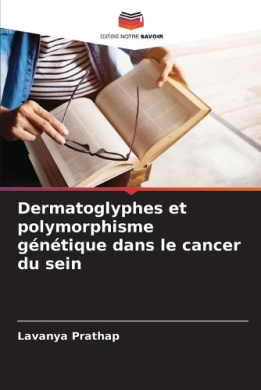 EDITIONS NOTRE SAVOIR
Dermatoglyphes et
polymorphisme
génétique dans le cancer
du sein
Lavanya Prathap